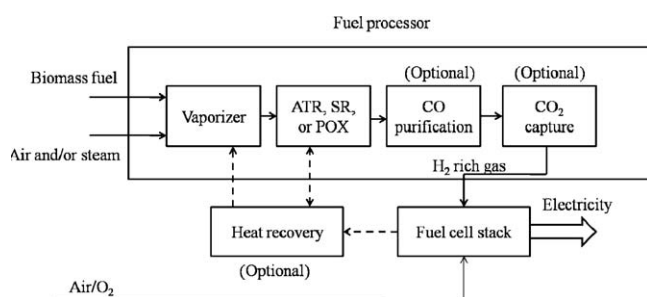 Fuel processor
Biomass fuel
(Optional)
(Optional)
Vaporizer
ATR, SR,
or POX
CO
purification
CO₂
capture
Air and/or steam
H₂ rich gas
Electricity
Heat recovery
Fuel cell stack
(Optional)
Air/O₂